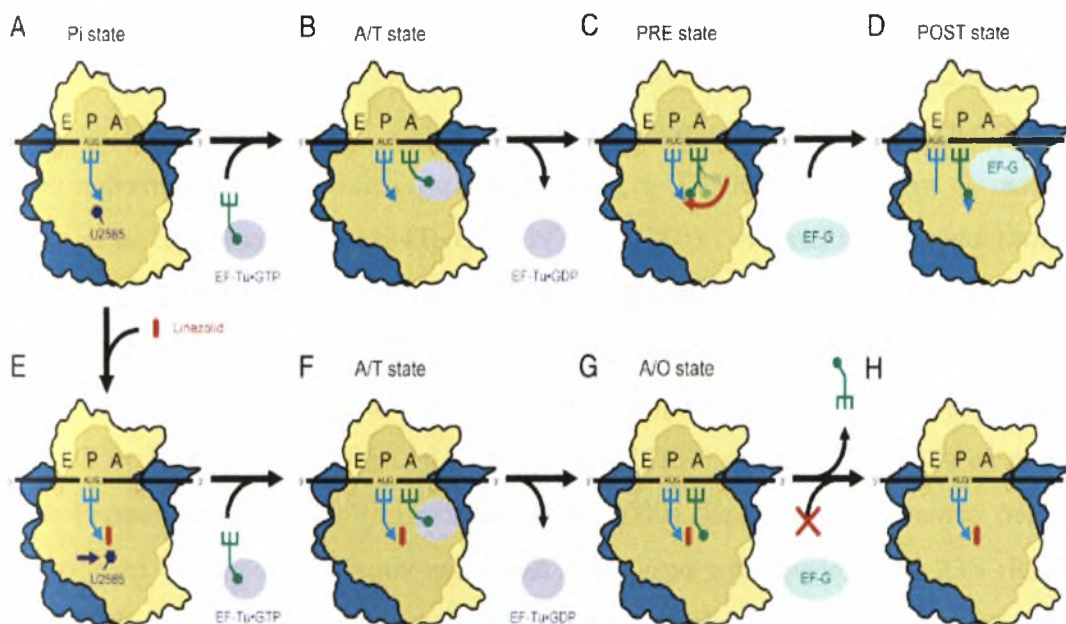 A Pi state B A/T state C PRE state D POST state
E P A E P A E P A E P A
AUG AUG AUG AUG
EF-G
U2585 EF-Tu•GTP EF-Tu•GDP EF-G
Linezolid
E F A/T state G A/O state H
E P A E P A E P A E P A
AUG AUG AUG AUG
U2585 EF-Tu•GTP EF-Tu•GDP EF-G